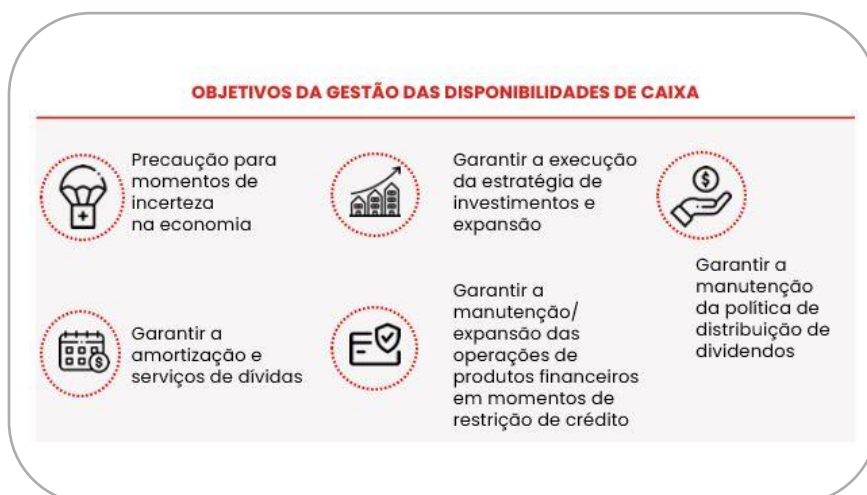 OBJETIVOS DA GESTÃO DAS DISPONIBILIDADES DE CAIXA
Precaução para
momentos de
incerteza
na economia
Garantir a execução
da estratégia de
investimentos e
expansão
Garantir a
manutenção
da política de
distribuição de
dividendos
Garantir a
amortização e
serviços de dívidas
Garantir a
manutenção/
expansão das
operações de
produtos financeiros
em momentos de
restrição de crédito